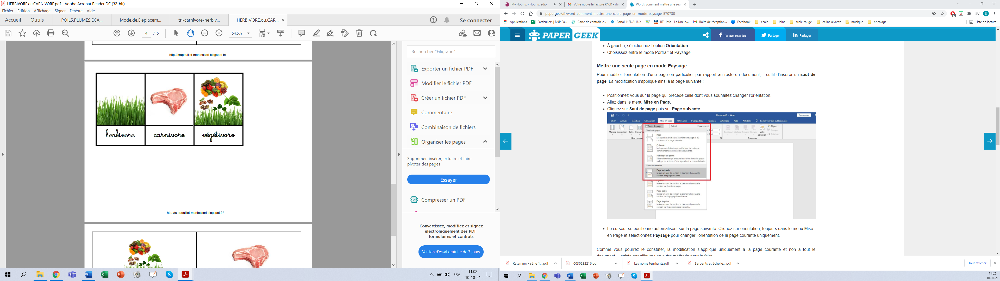 HERBIVORE.ou.CARNIVORE.pdf - Adobe Acrobat Reader DC (32-bit)
Fichier Edition Affichage Signer Fenêtre Aide
Accueil Outils POILS.PLUMES.ECA... Mode.de.Deplacem... tri-carnivore-herbiv... HERBIVORE.ou.CAR... × Se connecter
4 / 5 54,5%
http://crapouillot-montessori.blogspot.fr/
herbivore carnivore végétivore
http://crapouillot-montessori.blogspot.fr/
Rechercher "Filigrane"
Exporter un fichier PDF
Modifier le fichier PDF
Créer un fichier PDF
Commentaire
Combinaison de fichiers
Organiser les pages
Supprimer, insérer, extraire et faire
pivoter des pages
Essayer
Compresser un PDF
Convertissez, modifiez et signez
électroniquement des PDF
formulaires et contrats
Version d'essai gratuite de 7 jours
FRA 11:02
10-10-21
My Hotmix - Hotmixradio Votre nouvelle facture PACK - de Word : comment mettre une seul
papergeek.fr/word-comment-mettre-une-seule-page-en-mode-paysage-570730
Applications Particuliers | BNP Pa... Carte de contrôle c... Portail HENALLUX RTL info - La Une d... Boîte de réception... Facebook école laine croix-rouge céline alvarez musique bricolage Liste de lecture
PAPER GEEK Partager cet article Partager Partager
• À gauche, sélectionnez l'option Orientation
• Choisissez entre le mode Portrait et Paysage
Mettre une seule page en mode Paysage
Pour modifier l'orientation d'une page en particulier par rapport au reste du document, il suffit d'insérer un saut de
page. La modification s'applique ainsi à la page suivante :
• Positionnez-vous sur la page qui précède celle dont vous souhaitez changer l'orientation.
• Allez dans le menu Mise en Page.
• Cliquez sur Saut de page puis sur Page suivante.
Document1 - Word Connexion
Fichier Accueil Insertion Conception Mise en page Références Publipostage Révision Affichage Aide Antidote Rechercher des outils adaptés
Sauts de page Retrait Espacement Aligner
Marges Orientation Taille Colonnes Position Habillage Avancer Reculer Volet Sélection Grouper Rotation
Mise en page Organiser
Sauts de page
Page
Marque l'endroit où se termine une page et où
commence la page suivante.
Colonne
Indique que le texte qui suit le saut de colonne
commencera dans la colonne suivante.
Habillage du texte
Sépare le texte qui entoure les objets dans des pages
web, p. ex. le texte d'une légende et le corps du texte.
Sauts de section
Page suivante
Insère un saut de section et démarre la nouvelle
section à la page suivante.
Insère un saut de section et démarre la nouvelle
section sur la même page.
Page paire
Insère un saut de section et démarre la nouvelle
section sur la page paire suivante.
Page impaire
Insère un saut de section et démarre la nouvelle
section sur la page impaire suivante.
• Le curseur se positionne automatisent sur la page suivante. Cliquez sur orientation, toujours dans le menu Mise
en Page et sélectionnez Paysage pour changer l'orientation de la page courante uniquement.
Comme vous pourrez le constater, la modification s'applique uniquement à la page courante et non à tout le
document. Il existe par ailleurs une autre méthode pour le faire.
Katamino - série 1....pdf 0030232216.pdf Les noms terrifiants.pdf Serpents et échelle....pdf Tout afficher
11:02
10-10-21